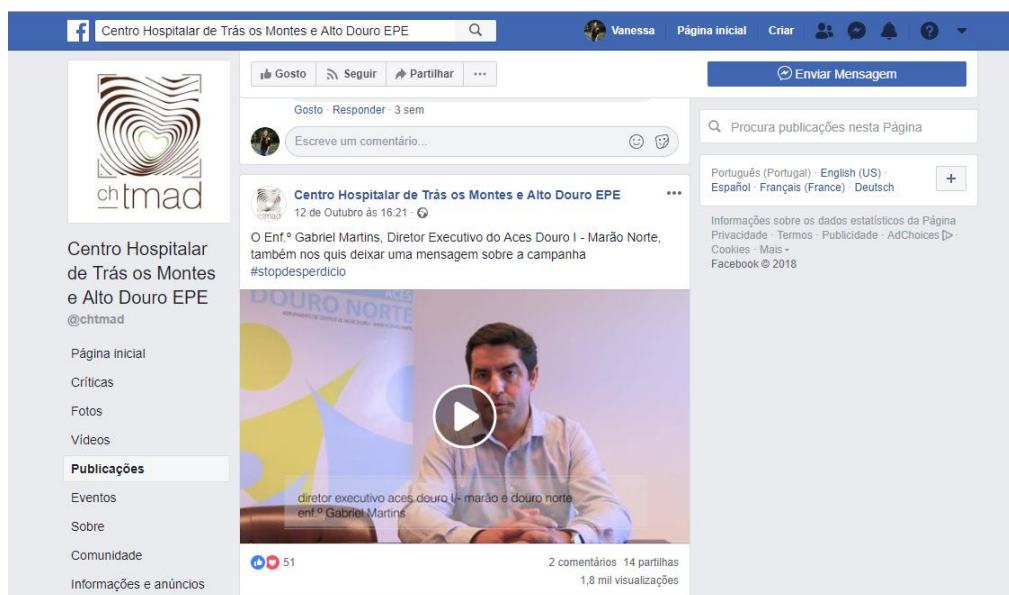 Centro Hospitalar de Trás os Montes e Alto Douro EPE
Vanessa
Página inicial
Criar
chtmad
Centro Hospitalar
de Trás os Montes
e Alto Douro EPE
@chtmad
Página inicial
Críticas
Fotos
Vídeos
Publicações
Eventos
Sobre
Comunidade
Informações e anúncios
Gosto Seguir Partilhar ...
Gosto · Responder · 3 sem
Escreve um comentário...
Centro Hospitalar de Trás os Montes e Alto Douro EPE
12 de Outubro às 16:21 ·
O Enf.º Gabriel Martins, Diretor Executivo do Aces Douro I - Marão Norte,
também nos quis deixar uma mensagem sobre a campanha
#stopdesperdicio
ACES
DOURO NORTE
diretor executivo aces douro I - marão e douro norte
enf.º Gabriel Martins
51
2 comentários 14 partilhas
1,8 mil visualizações
Enviar Mensagem
Procura publicações nesta Página
Português (Portugal) · English (US) ·
Español · Français (France) · Deutsch
Informações sobre os dados estatísticos da Página
Privacidade · Termos · Publicidade · AdChoices ·
Cookies · Mais
Facebook © 2018